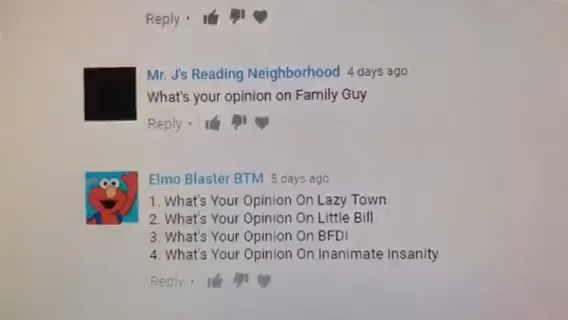 Reply •
Mr. J's Reading Neighborhood 4 days ago
What's your opinion on Family Guy
Reply •
Elmo Blaster BTM 5 days ago
1. What's Your Opinion On Lazy Town
2. What's Your Opinion On Little Bill
3. What's Your Opinion On BFDI
4. What's Your Opinion On Inanimate Insanity
Reply •